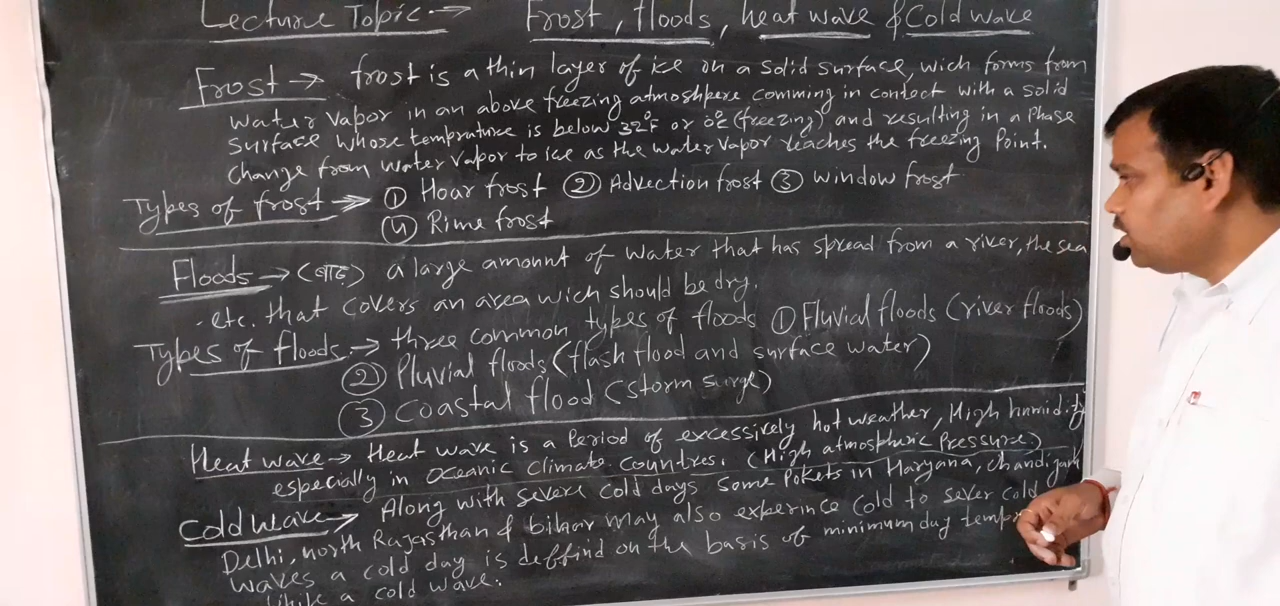 Lecture Topic → Frost, floods, heat wave & Cold wave
Frost → frost is a thin layer of ice on a solid surface, wich forms from
water vapor in an above freezing atmoshpere comming in contact with a solid
surface whose temprature is below 32°F or 0°c (freezing) and resulting in a Phase
change from water vapor to ice as the water vapor reaches the freezing Point.
Types of frost → ① Hoar frost ② Advection frost ③ window frost
④ Rime frost
Floods → (बाढ़) a large amount of water that has spread from a river, the sea
etc. that covers an area wich should be dry.
Types of floods. → three common types of floods ① Fluvial floods (river floods)
② Pluvial floods (flash flood and surface water)
③ Coastal flood (storm surge)
Heat wave → Heat wave is a Period of excessively hot weather, High humidity
especially in oceanic climate countres. (High atmospheric Pressure)
Cold wave → Along with severe cold days some Pokets in Haryana, chandigarh
Delhi, north Rajasthan & bihar may also experince cold to sever cold
waves a cold day is deffind on the basis of minimum day
while a cold wave.